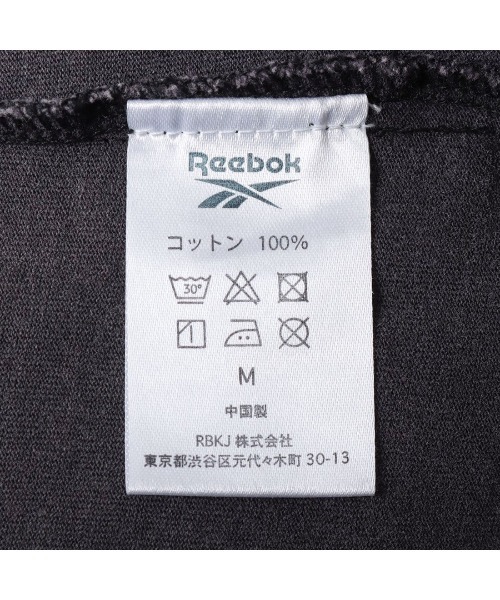 Reebok
コットン 100%
30°
M
中国製
RBKJ 株式会社
東京都渋谷区元代々木町 30-13